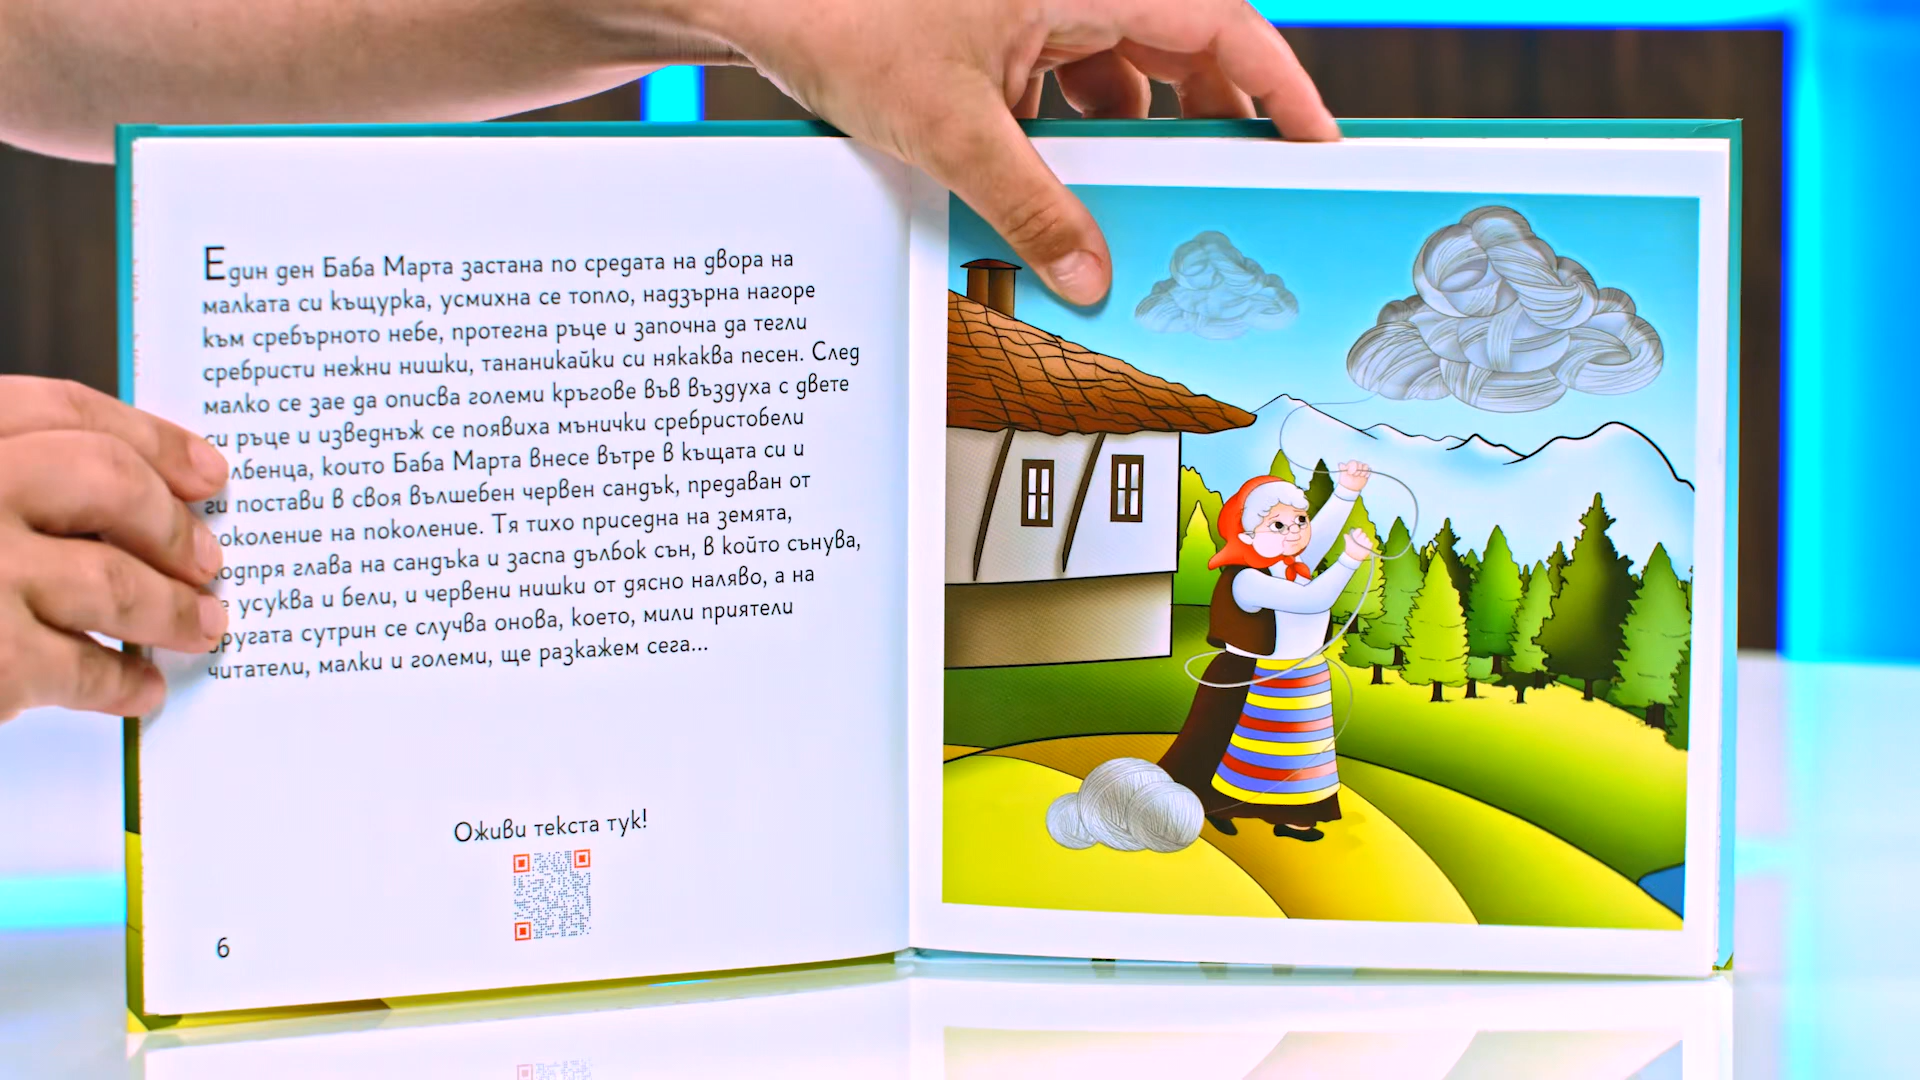 Един ден Баба Марта застана по средата на двора на
малката си къщурка, усмихна се топло, надзърна нагоре
към сребърното небе, протегна ръце и започна да тегли
сребристи нежни нишки, тананикайки си някаква песен. След
малко се зае да описва големи кръгове във въздуха с двете
си ръце и изведнъж се появиха мънички сребристобели
които Баба Марта внесе вътре в къщата си и
ги постави в своя вълшебен червен сандък, предаван от
поколение на поколение. Тя тихо приседна на земята,
подпря глава на сандъка и заспа дълбок сън, в който сънува,
усуква и бели, и червени нишки от дясно наляво, а на
другата сутрин се случва онова, което, мили приятели
читатели, малки и големи, ще разкажем сега...
Оживи текста тук!
6